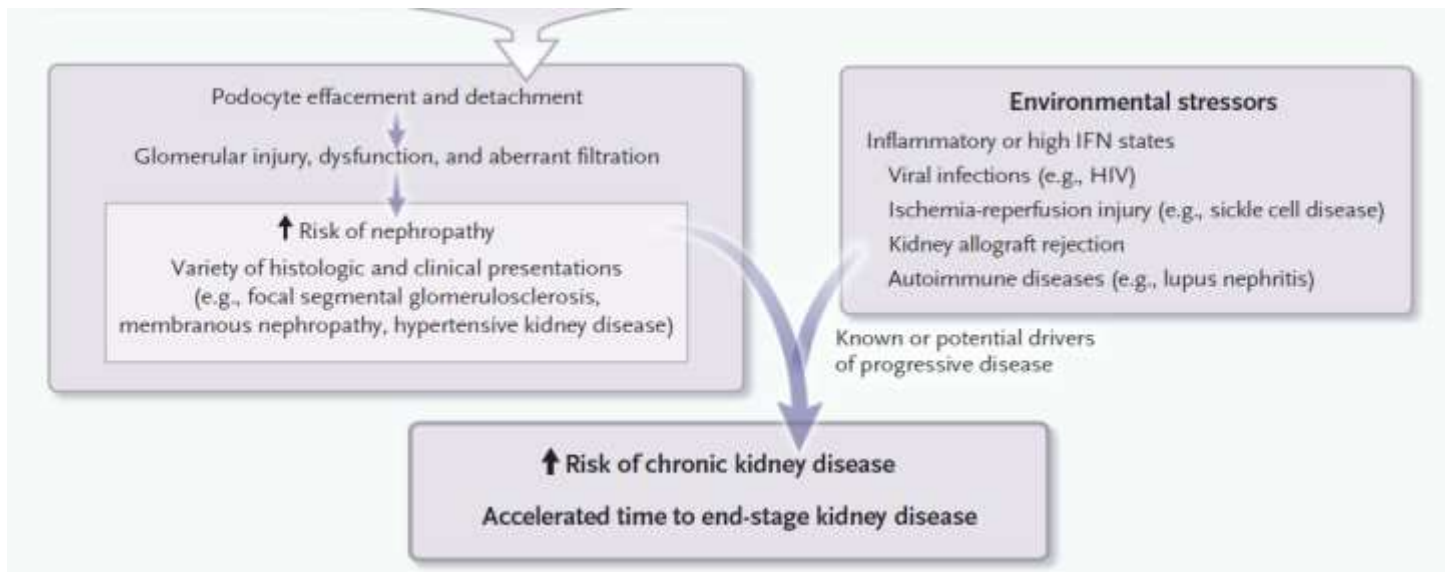 Podocyte effacement and detachment
Glomerular injury, dysfunction, and aberrant filtration
↑ Risk of nephropathy
Variety of histologic and clinical presentations
(e.g., focal segmental glomerulosclerosis,
membranous nephropathy, hypertensive kidney disease)
Environmental stressors
Inflammatory or high IFN states
Viral infections (e.g., HIV)
Ischemia-reperfusion injury (e.g., sickle cell disease)
Kidney allograft rejection
Autoimmune diseases (e.g., lupus nephritis)
Known or potential drivers
of progressive disease
↑ Risk of chronic kidney disease
Accelerated time to end-stage kidney disease